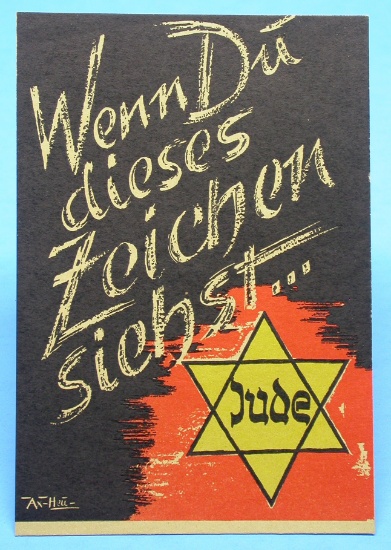 Wenn Du
dieses
Zeichen
siehst...
Jude